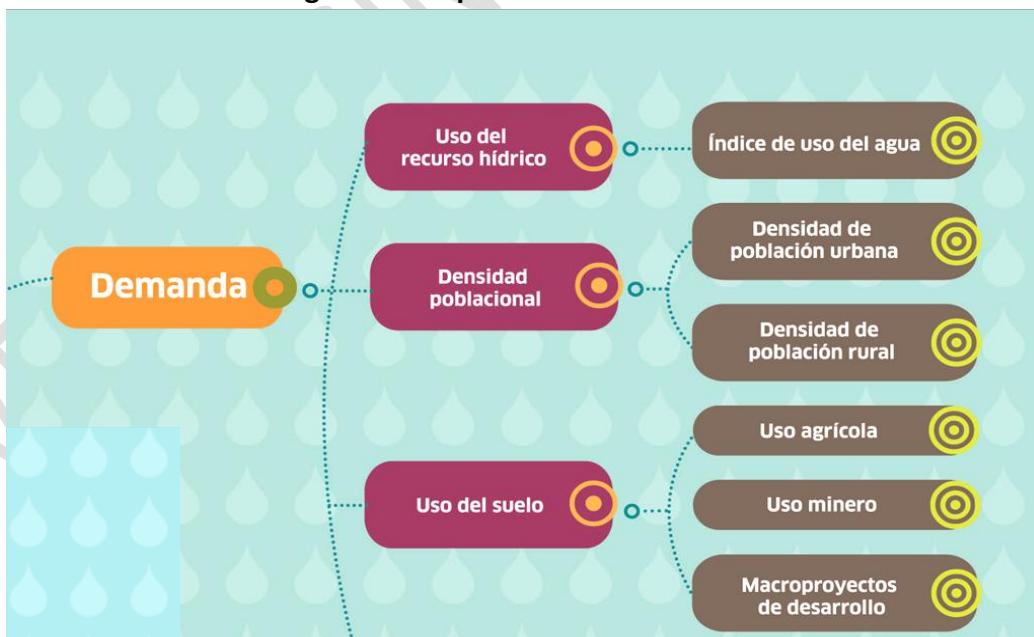 Demanda
Uso del
recurso hídrico
Índice de uso del agua
Densidad
poblacional
Densidad de
población urbana
Densidad de
población rural
Uso del suelo
Uso agrícola
Uso minero
Macroproyectos
de desarrollo